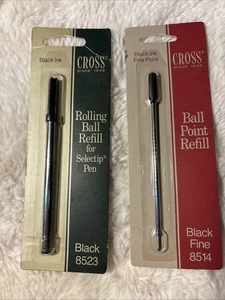 Black Ink
CROSS
SINCE 1846
Rolling
Ball
Refill
for
Selectip®
Pen
Black
8523
Black Ink
Fine Point
CROSS
SINCE 1846
Ball
Point
Refill
Black
Fine
8514